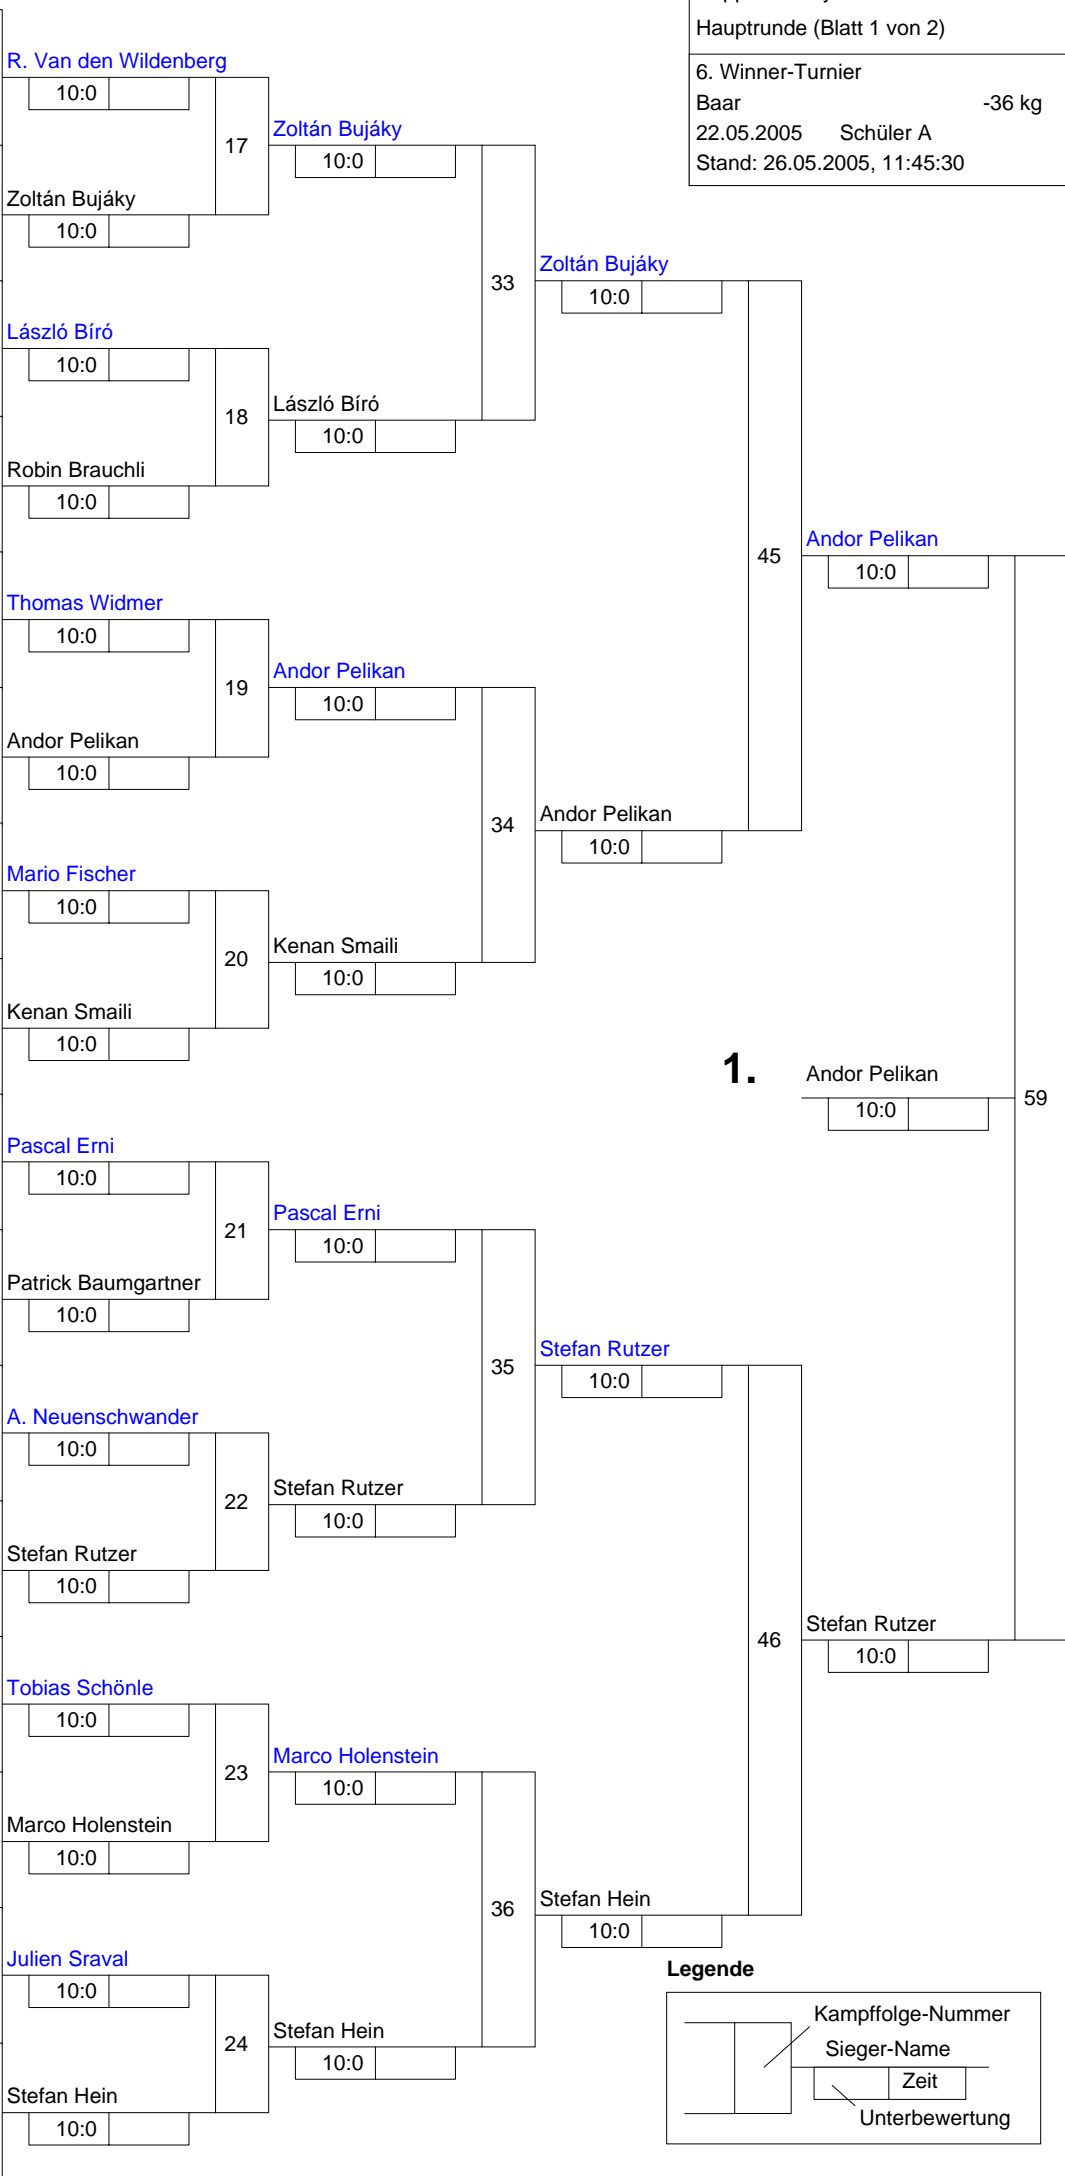 Hauptrunde (Blatt 1 von 2)
6. Winner-Turnier
Baar -36 kg
22.05.2005 Schüler A
Stand: 26.05.2005, 11:45:30
R. Van den Wildenberg
10:0
17
Zoltán Bujáky
10:0
Zoltán Bujáky
10:0
33
Zoltán Bujáky
10:0
László Bíró
10:0
18
László Bíró
10:0
Robin Brauchli
10:0
45
Andor Pelikan
10:0
Thomas Widmer
10:0
19
Andor Pelikan
10:0
Andor Pelikan
10:0
34
Andor Pelikan
10:0
Mario Fischer
10:0
20
Kenan Smaili
10:0
Kenan Smaili
10:0
1. Andor Pelikan
10:0
59
Pascal Erni
10:0
21
Pascal Erni
10:0
Patrick Baumgartner
10:0
35
Stefan Rutzer
10:0
A. Neuenschwander
10:0
22
Stefan Rutzer
10:0
Stefan Rutzer
10:0
46
Stefan Rutzer
10:0
Tobias Schönle
10:0
23
Marco Holenstein
10:0
Marco Holenstein
10:0
36
Stefan Hein
10:0
Julien Sraval
10:0
24
Stefan Hein
10:0
Stefan Hein
10:0
Legende
Kampffolge-Nummer
Sieger-Name
Zeit
Unterbewertung